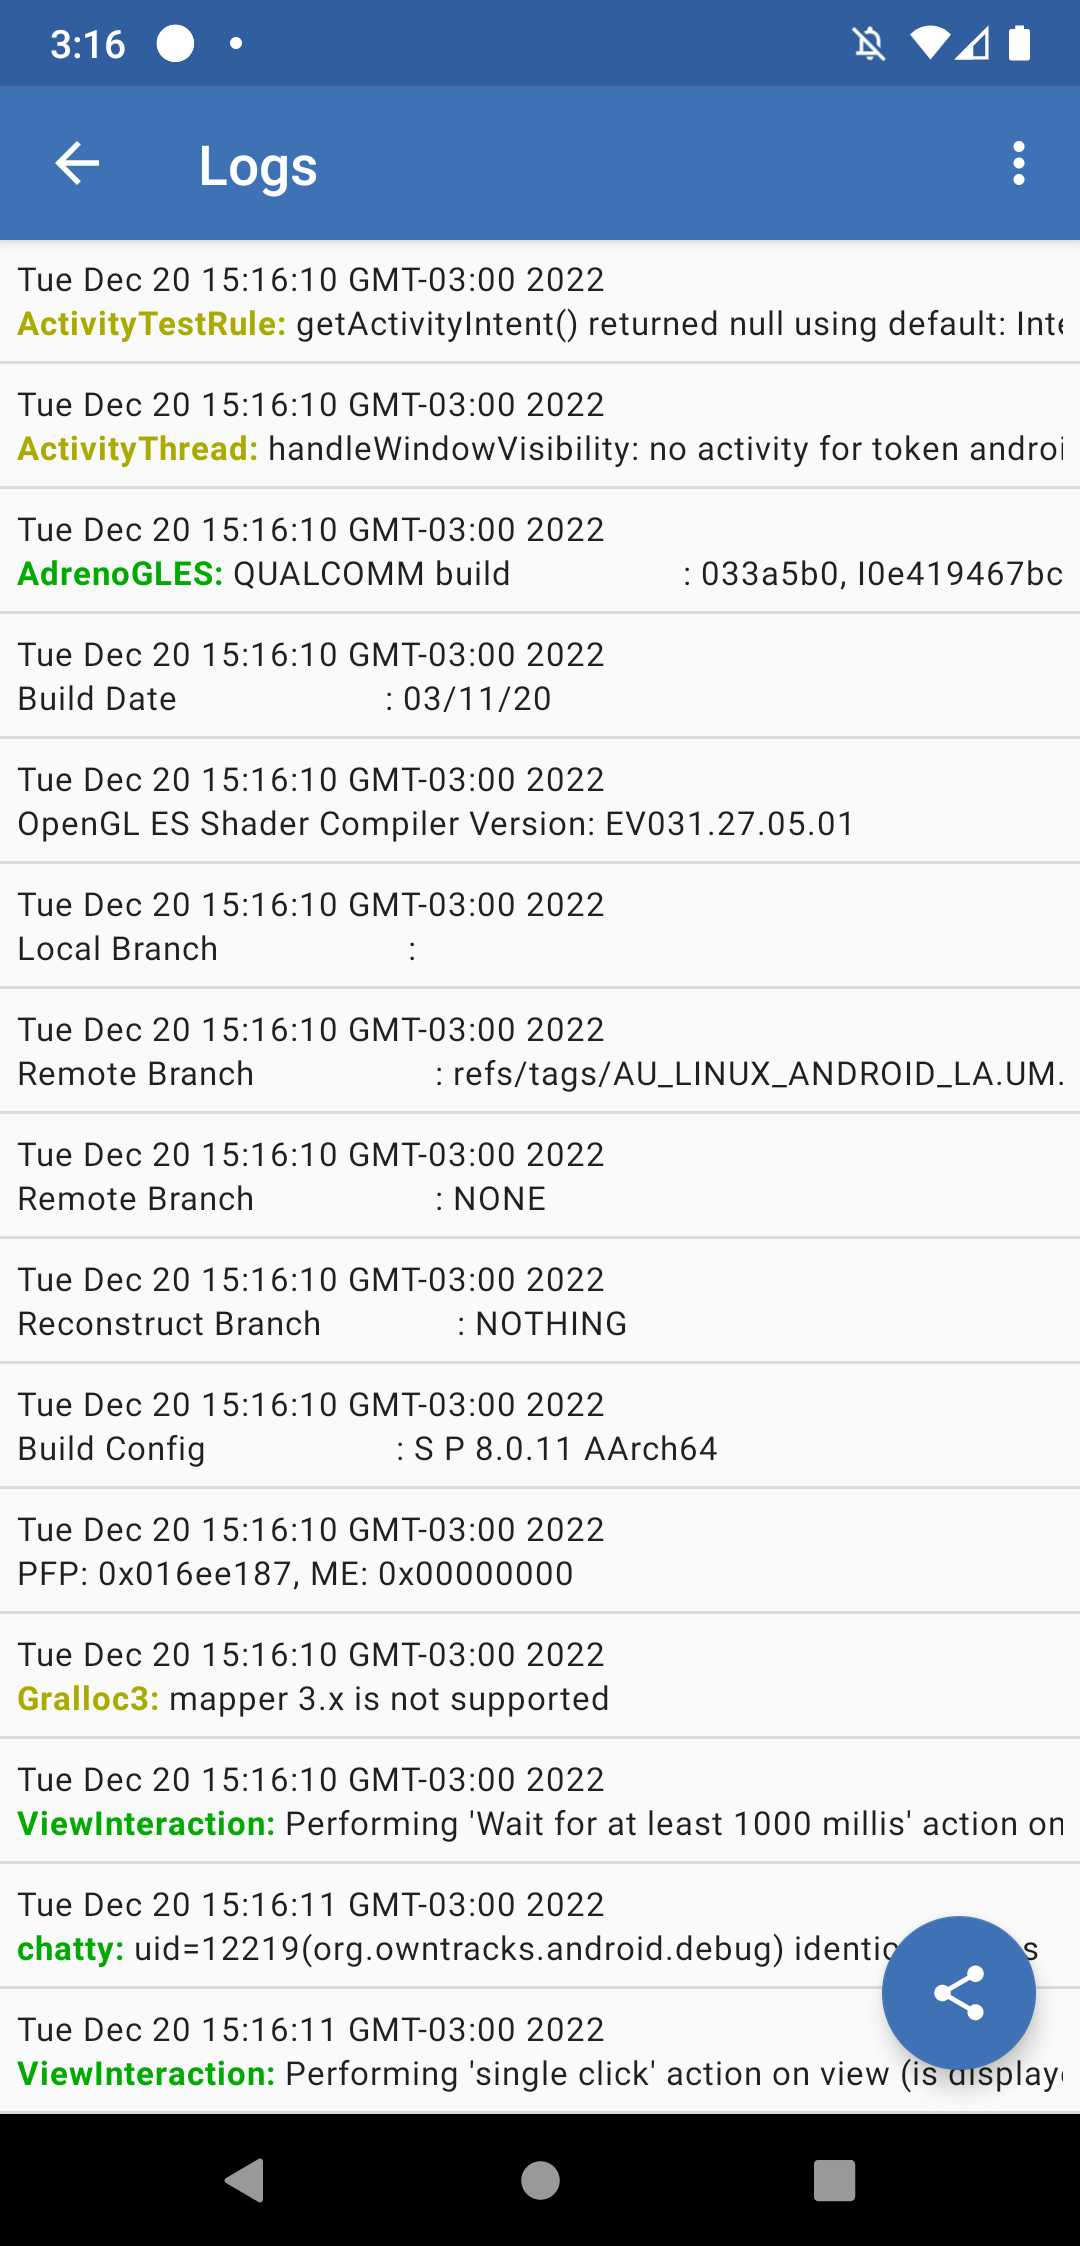 3:16
Logs
Tue Dec 20 15:16:10 GMT-03:00 2022
ActivityTestRule: getActivityIntent() returned null using default: Inte
Tue Dec 20 15:16:10 GMT-03:00 2022
ActivityThread: handleWindowVisibility: no activity for token androi
Tue Dec 20 15:16:10 GMT-03:00 2022
AdrenoGLES: QUALCOMM build : 033a5b0, I0e419467bc
Tue Dec 20 15:16:10 GMT-03:00 2022
Build Date : 03/11/20
Tue Dec 20 15:16:10 GMT-03:00 2022
OpenGL ES Shader Compiler Version: EV031.27.05.01
Tue Dec 20 15:16:10 GMT-03:00 2022
Local Branch :
Tue Dec 20 15:16:10 GMT-03:00 2022
Remote Branch : refs/tags/AU_LINUX_ANDROID_LA.UM.
Tue Dec 20 15:16:10 GMT-03:00 2022
Remote Branch : NONE
Tue Dec 20 15:16:10 GMT-03:00 2022
Reconstruct Branch : NOTHING
Tue Dec 20 15:16:10 GMT-03:00 2022
Build Config : S P 8.0.11 AArch64
Tue Dec 20 15:16:10 GMT-03:00 2022
PFP: 0x016ee187, ME: 0x00000000
Tue Dec 20 15:16:10 GMT-03:00 2022
Gralloc3: mapper 3.x is not supported
Tue Dec 20 15:16:10 GMT-03:00 2022
ViewInteraction: Performing 'Wait for at least 1000 millis' action on
Tue Dec 20 15:16:11 GMT-03:00 2022
chatty: uid=12219(org.owntracks.android.debug) identic s
Tue Dec 20 15:16:11 GMT-03:00 2022
ViewInteraction: Performing 'single click' action on view (is display